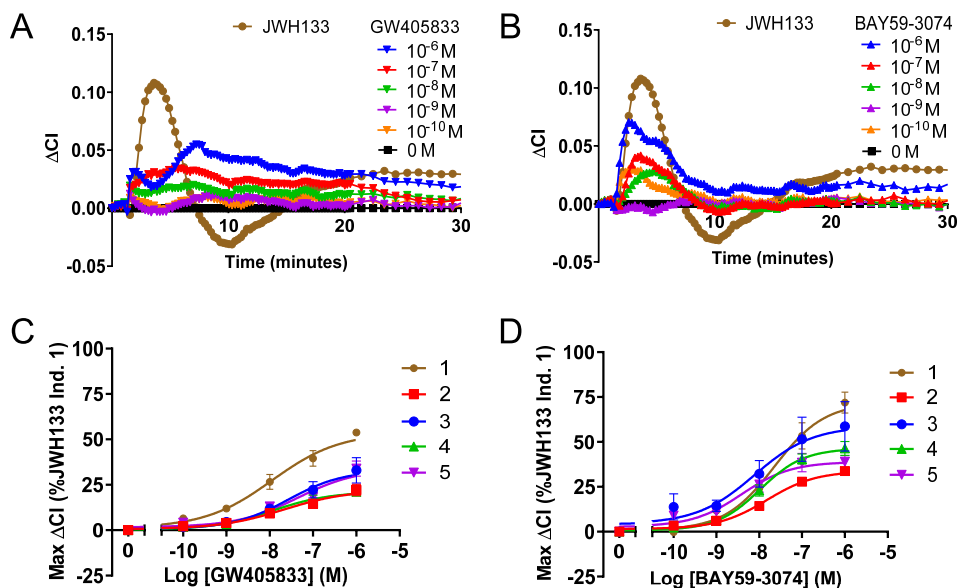 A
JWH133 GW405833
10⁻⁶ M
10⁻⁷ M
10⁻⁸ M
10⁻⁹ M
10⁻¹⁰ M
0 M
0.15
0.10
0.05
0.00
-0.05
ΔCI
10 20 30
Time (minutes)
B
JWH133 BAY59-3074
10⁻⁶ M
10⁻⁷ M
10⁻⁸ M
10⁻⁹ M
10⁻¹⁰ M
0 M
0.15
0.10
0.05
0.00
-0.05
ΔCI
10 20 30
Time (minutes)
C
Max ΔCI (%JWH133 Ind. 1)
100
75
50
25
0
-25
1
2
3
4
5
0 -10 -9 -8 -7 -6 -5
Log [GW405833] (M)
D
Max ΔCI (%JWH133 Ind. 1)
100
75
50
25
0
-25
1
2
3
4
5
0 -10 -9 -8 -7 -6 -5
Log [BAY59-3074] (M)